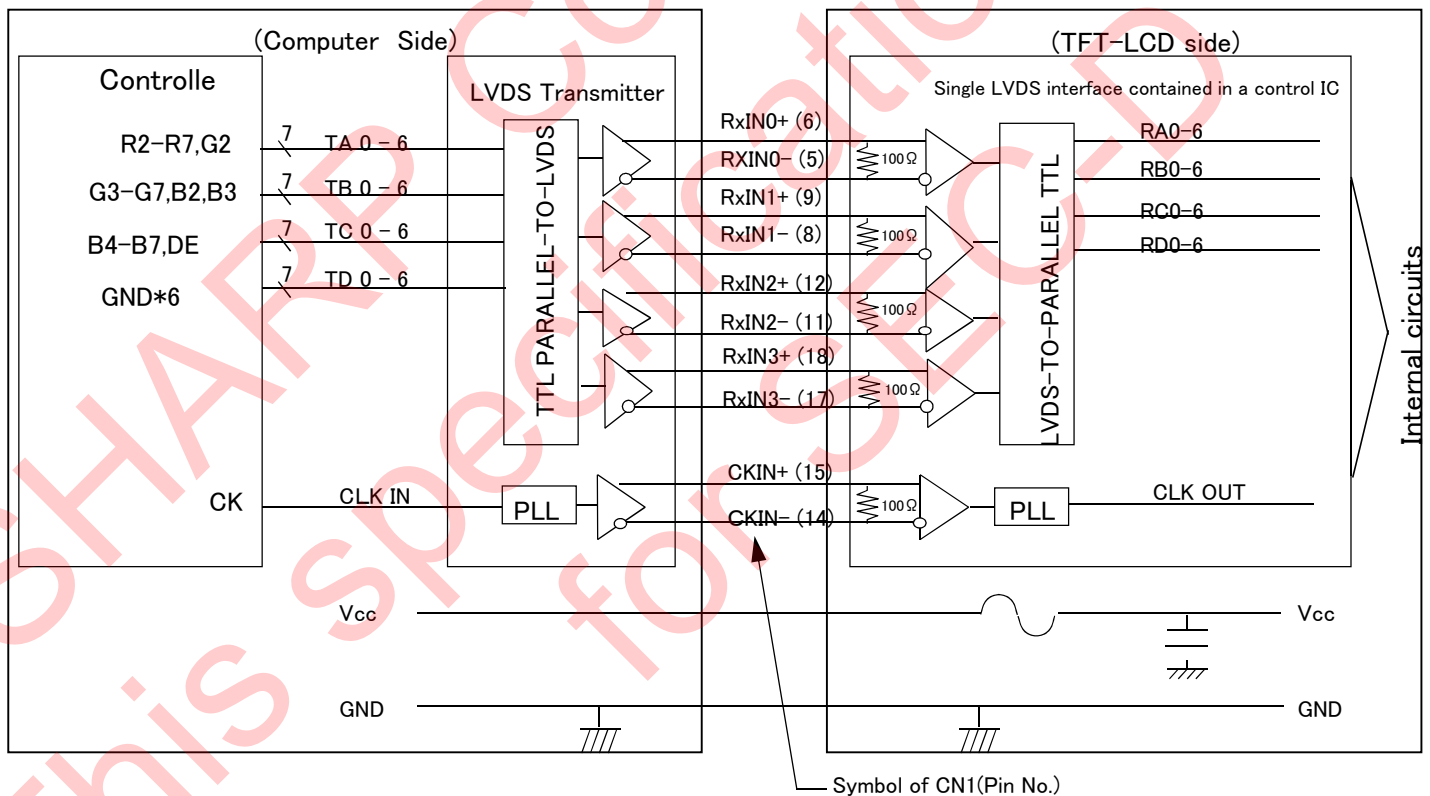 (Computer Side)
(TFT-LCD side)
Controlle
LVDS Transmitter
Single LVDS interface contained in a control IC
R2-R7,G2
7
TA 0 - 6
G3-G7,B2,B3
7
TB 0 - 6
B4-B7,DE
7
TC 0 - 6
GND*6
7
TD 0 - 6
TTL PARALLEL-TO-LVDS
RxIN0+ (6)
RXIN0- (5)
100Ω
RxIN1+ (9)
RxIN1- (8)
100Ω
RxIN2+ (12)
RxIN2- (11)
100Ω
RxIN3+ (18)
RxIN3- (17)
100Ω
LVDS-TO-PARALLEL TTL
RA0-6
RB0-6
RC0-6
RD0-6
Internal circuits
CK
CLK IN
PLL
CKIN+ (15)
CKIN- (14)
100Ω
PLL
CLK OUT
Vcc
Vcc
GND
GND
Symbol of CN1(Pin No.)
SHARP
This specificatio
for SEC-D